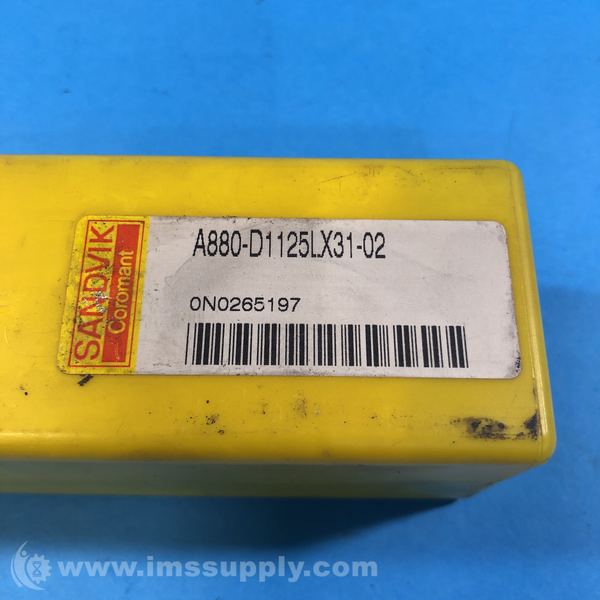 SANDVIK
Coromant
A880-D1125LX31-02
0N0265197
www.imssupply.com